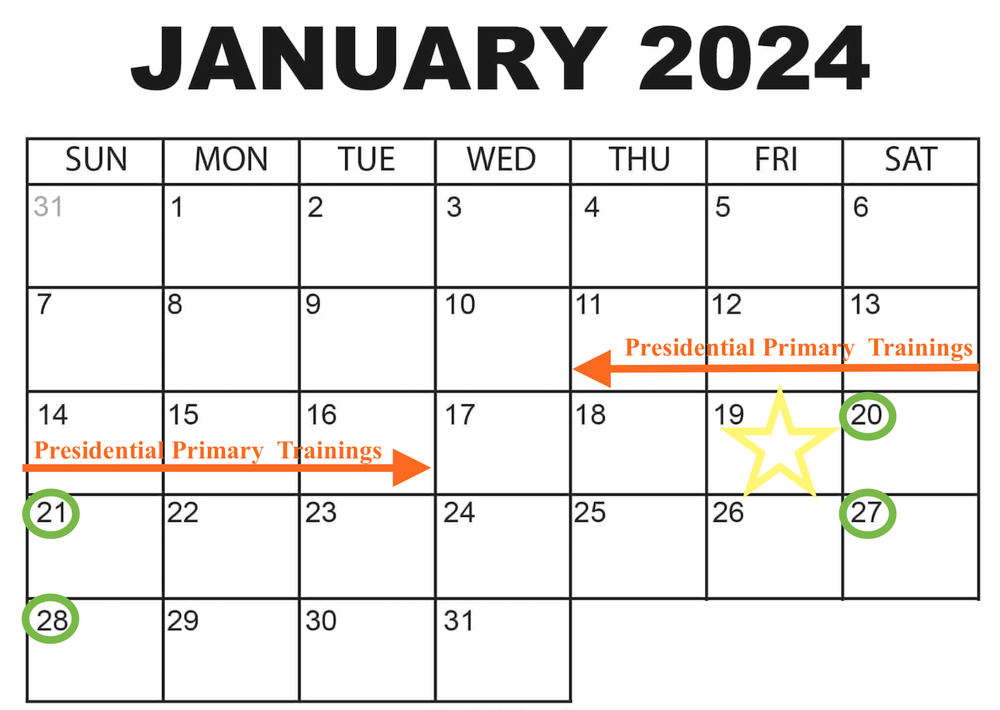 JANUARY 2024
SUN MON TUE WED THU FRI SAT
31 1 2 3 4 5 6
7 8 9 10 11 12 13
Presidential Primary Trainings
14 15 16 17 18 19 20
Presidential Primary Trainings
21 22 23 24 25 26 27
28 29 30 31